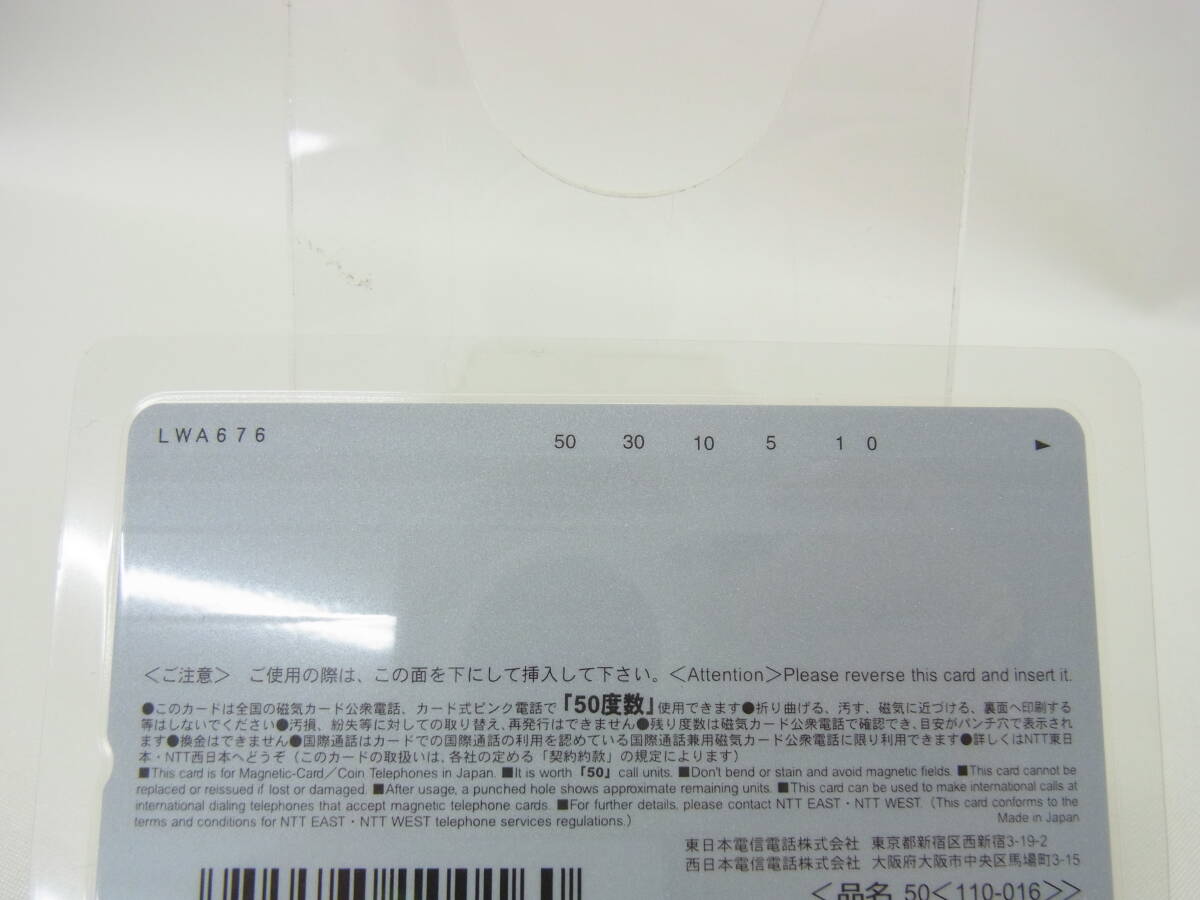 LWA676
50 30 10 5 1 0 ►
＜ご注意＞ ご使用の際は、この面を下にして挿入して下さい。＜Attention＞Please reverse this card and insert it.
●このカードは全国の磁気カード公衆電話、カード式ピンク電話で「50度数」使用できます●折り曲げる、汚す、磁気に近づける、裏面へ印刷する
等はしないでください●汚損、紛失等に対しての取り替え、再発行はできません●残り度数は磁気カード公衆電話で確認でき、目安がパンチ穴で表示され
ます●換金はできません●国際通話はカードでの国際通話の利用を認めている国際通話兼用磁気カード公衆電話に限り利用できます●詳しくはNTT東日
本・NTT西日本へどうぞ（このカードの取扱いは、各社の定める「契約約款」の規定によります）
■This card is for Magnetic-Card／Coin Telephones in Japan. ■It is worth「50」call units. ■Don't bend or stain and avoid magnetic fields. ■This card cannot be
replaced or reissued if lost or damaged. ■After usage, a punched hole shows approximate remaining units. ■This card can be used to make international calls at
international dialing telephones that accept magnetic telephone cards. ■For further details, please contact NTT EAST・NTT WEST. (This card conforms to the
terms and conditions for NTT EAST・NTT WEST telephone services regulations.) Made in Japan
東日本電信電話株式会社 東京都新宿区西新宿3-19-2
西日本電信電話株式会社 大阪府大阪市中央区馬場町3-15
＜品名 50＜110-016＞＞